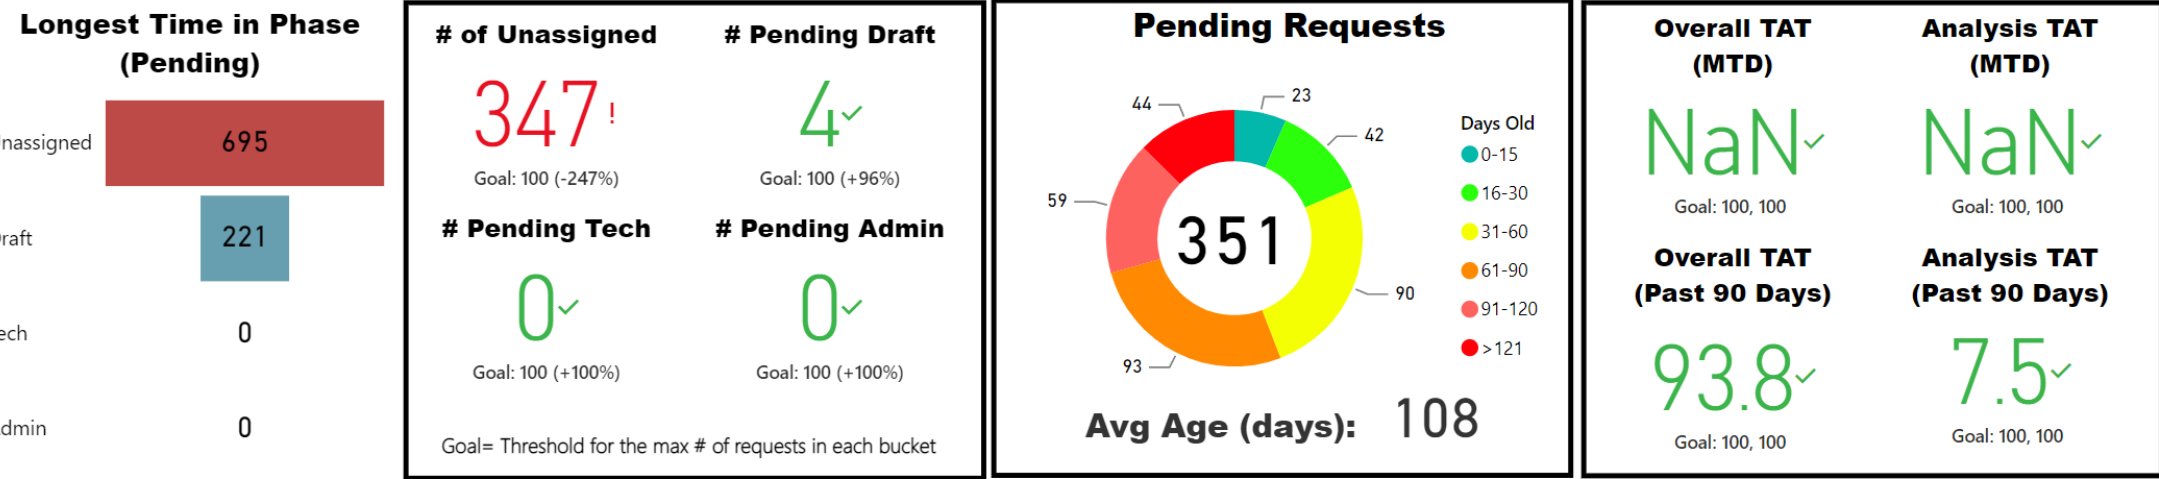 Longest Time in Phase
(Pending)
nassigned
695
raft
221
ech
0
dmin
0
# of Unassigned
347!
Goal: 100 (-247%)
# Pending Draft
4
Goal: 100 (+96%)
# Pending Tech
0
Goal: 100 (+100%)
# Pending Admin
0
Goal: 100 (+100%)
Goal= Threshold for the max # of requests in each bucket
Pending Requests
44
23
42
59
351
90
93
Days Old
0-15
16-30
31-60
61-90
91-120
>121
Avg Age (days): 108
Overall TAT
(MTD)
NaN
Goal: 100, 100
Analysis TAT
(MTD)
NaN
Goal: 100, 100
Overall TAT
(Past 90 Days)
93.8
Goal: 100, 100
Analysis TAT
(Past 90 Days)
7.5
Goal: 100, 100